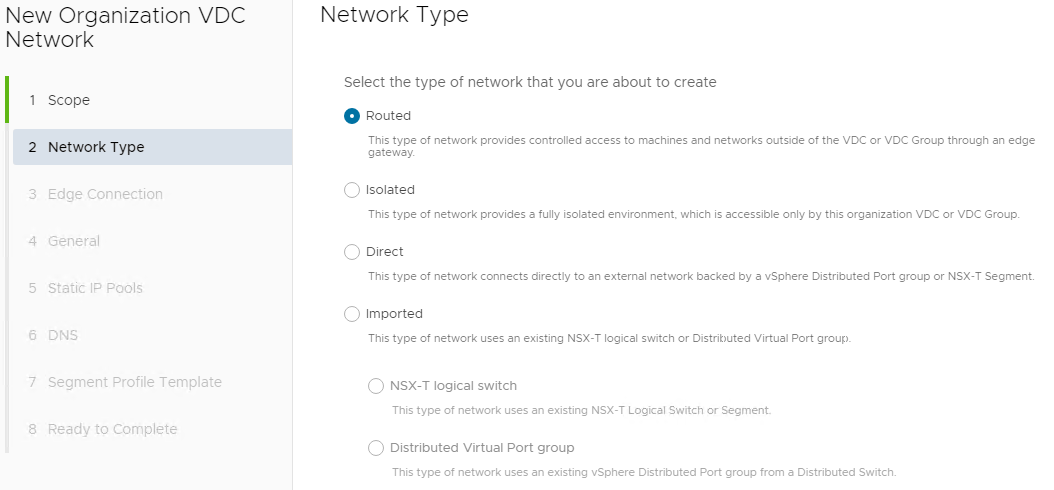 New Organization VDC
Network
1 Scope
2 Network Type
3 Edge Connection
4 General
5 Static IP Pools
6 DNS
7 Segment Profile Template
8 Ready to Complete
Network Type
Select the type of network that you are about to create
Routed
This type of network provides controlled access to machines and networks outside of the VDC or VDC Group through an edge
gateway.
Isolated
This type of network provides a fully isolated environment, which is accessible only by this organization VDC or VDC Group.
Direct
This type of network connects directly to an external network backed by a vSphere Distributed Port group or NSX-T Segment.
Imported
This type of network uses an existing NSX-T logical switch or Distributed Virtual Port group.
NSX-T logical switch
This type of network uses an existing NSX-T Logical Switch or Segment.
Distributed Virtual Port group
This type of network uses an existing vSphere Distributed Port group from a Distributed Switch.